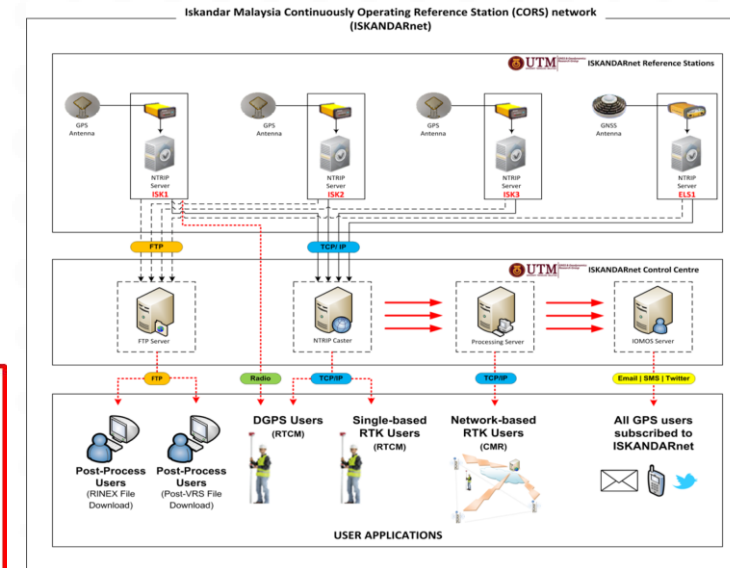 Iskandar Malaysia Continuously Operating Reference Station (CORS) network
(ISKANDARnet)
UTM
ISKANDARnet Reference Stations
GPS
Antenna
GPS
Antenna
GPS
Antenna
GNSS
Antenna
NTRIP
Server
ISK1
NTRIP
Server
ISK2
NTRIP
Server
ISK3
NTRIP
Server
ELS1
FTP
TCP/ IP
UTM
ISKANDARnet Control Centre
FTP Server
NTRIP Caster
Processing Server
IOMOS Server
FTP
Radio
TCP/IP
TCP/IP
Email | SMS | Twitter
Post-Process
Users
(RINEX File
Download)
Post-Process
Users
(Post-VRS File
Download)
DGPS Users
(RTCM)
Single-based
RTK Users
(RTCM)
Network-based
RTK Users
(CMR)
All GPS users
subscribed to
ISKANDARnet
USER APPLICATIONS